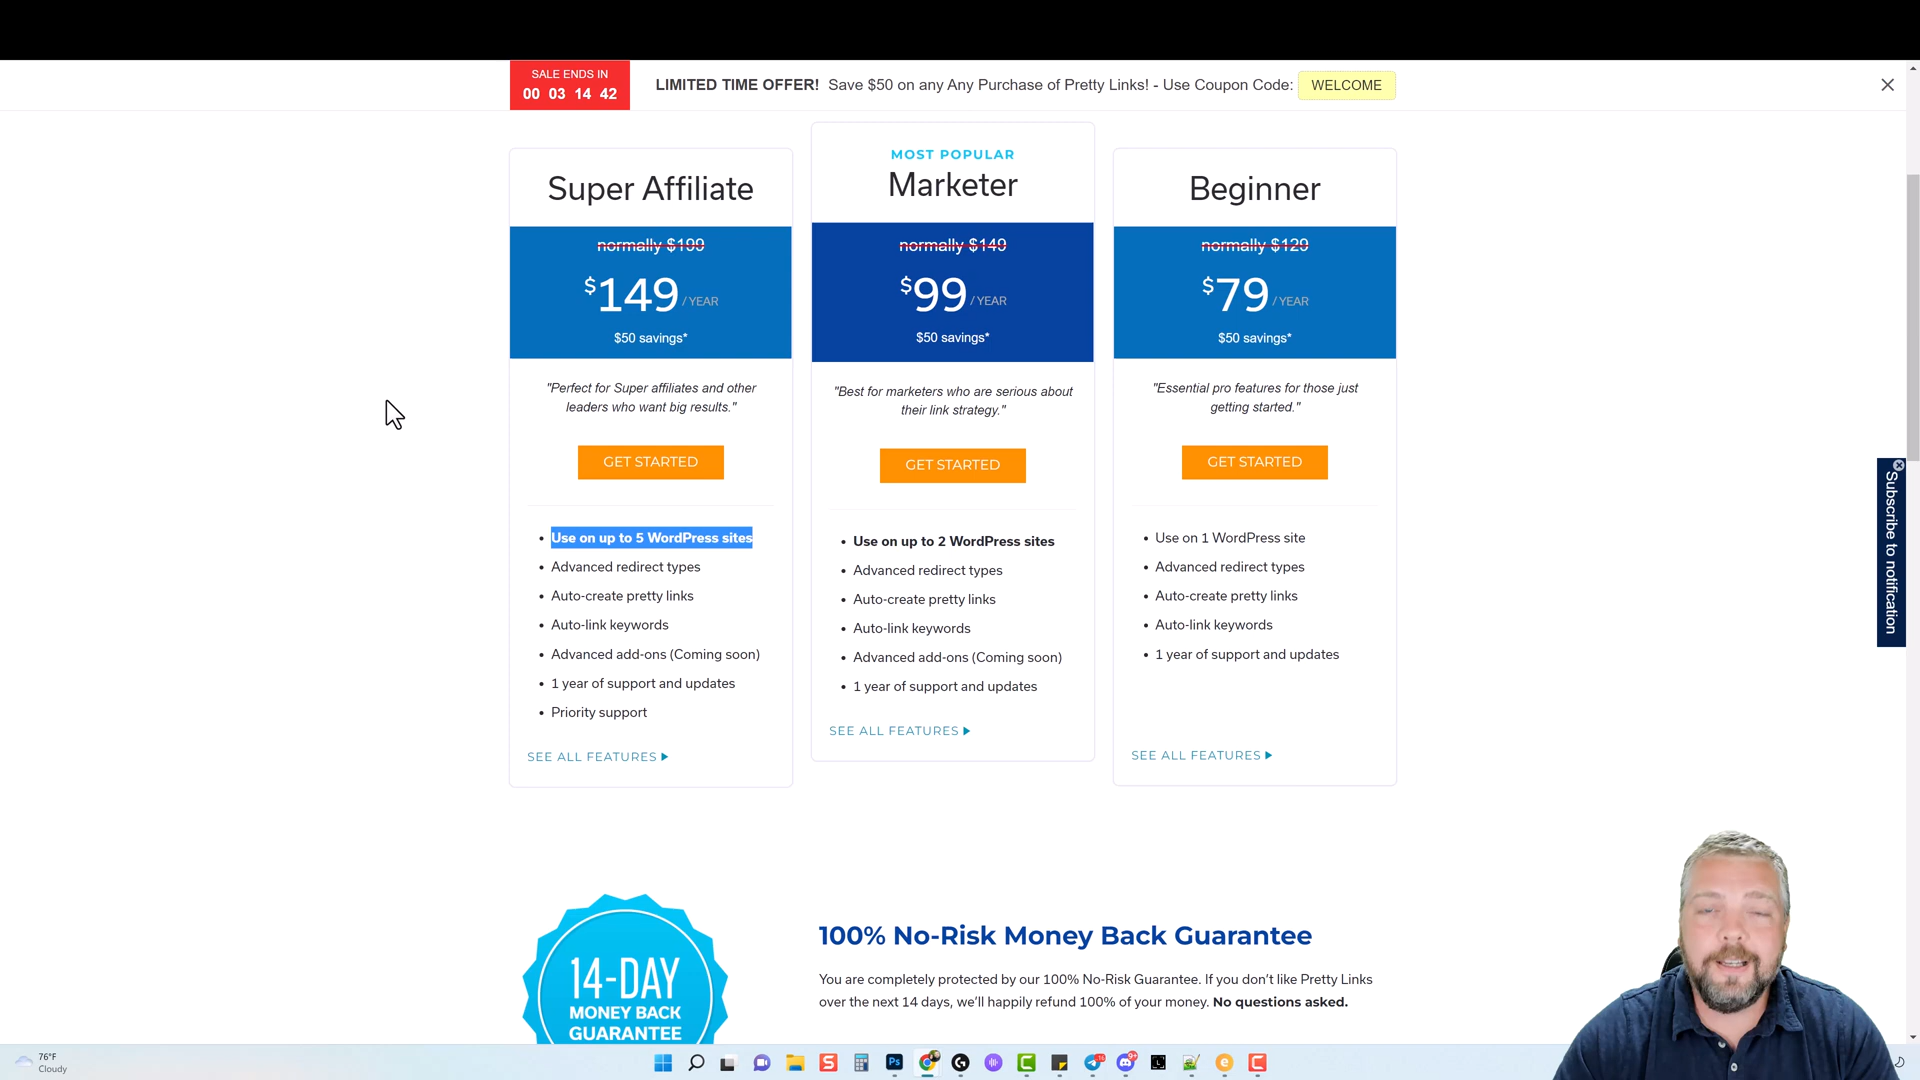 SALE ENDS IN
00 03 14 42
LIMITED TIME OFFER! Save $50 on any Any Purchase of Pretty Links! - Use Coupon Code: WELCOME
Super Affiliate
normally $199
$149 / YEAR
$50 savings*
"Perfect for Super affiliates and other
leaders who want big results."
GET STARTED
• Use on up to 5 WordPress sites
• Advanced redirect types
• Auto-create pretty links
• Auto-link keywords
• Advanced add-ons (Coming soon)
• 1 year of support and updates
• Priority support
SEE ALL FEATURES
MOST POPULAR
Marketer
normally $149
$99 / YEAR
$50 savings*
"Best for marketers who are serious about
their link strategy."
GET STARTED
• Use on up to 2 WordPress sites
• Advanced redirect types
• Auto-create pretty links
• Auto-link keywords
• Advanced add-ons (Coming soon)
• 1 year of support and updates
SEE ALL FEATURES
Beginner
normally $129
$79 / YEAR
$50 savings*
"Essential pro features for those just
getting started."
GET STARTED
• Use on 1 WordPress site
• Advanced redirect types
• Auto-create pretty links
• Auto-link keywords
• 1 year of support and updates
SEE ALL FEATURES
Subscribe to notification
14-DAY
MONEY BACK
GUARANTEE
100% No-Risk Money Back Guarantee
You are completely protected by our 100% No-Risk Guarantee. If you don't like Pretty Links
over the next 14 days, we'll happily refund 100% of your money. No questions asked.
76°F
Cloudy